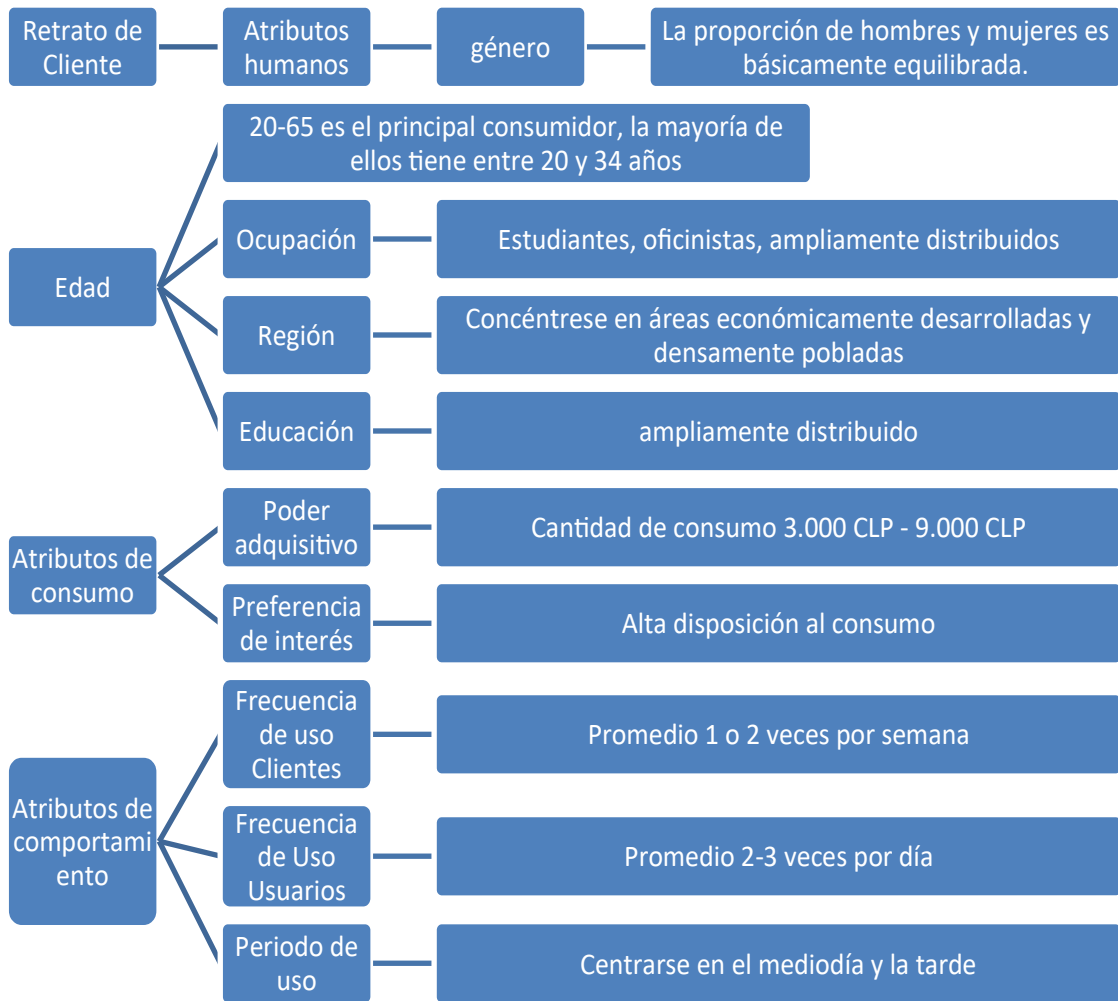 Retrato de
Cliente
Atributos
humanos
género
La proporción de hombres y mujeres es
básicamente equilibrada.
Edad
20-65 es el principal consumidor, la mayoría de
ellos tiene entre 20 y 34 años
Ocupación
Estudiantes, oficinistas, ampliamente distribuidos
Región
Concéntrese en áreas económicamente desarrolladas y
densamente pobladas
Educación
ampliamente distribuido
Atributos de
consumo
Poder
adquisitivo
Cantidad de consumo 3.000 CLP - 9.000 CLP
Preferencia
de interés
Alta disposición al consumo
Atributos de
comportami
ento
Frecuencia
de uso
Clientes
Promedio 1 o 2 veces por semana
Frecuencia
de Uso
Usuarios
Promedio 2-3 veces por día
Periodo de
uso
Centrarse en el mediodía y la tarde